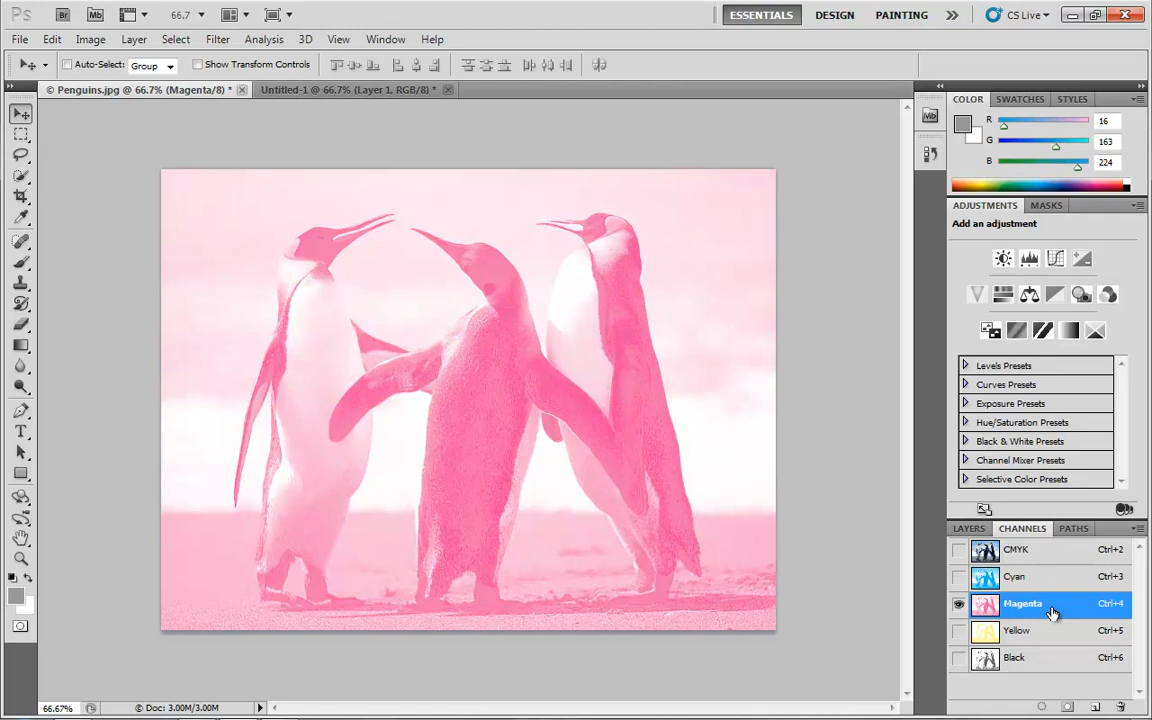 Ps Br Mb 66.7 ESSENTIALS DESIGN PAINTING CS Live
File Edit Image Layer Select Filter Analysis 3D View Window Help
Auto-Select: Group Show Transform Controls
© Penguins.jpg @ 66.7% (Magenta/8) * Untitled-1 @ 66.7% (Layer 1, RGB/8) *
Mb
T
COLOR SWATCHES STYLES
R 16
G 163
B 224
ADJUSTMENTS MASKS
Add an adjustment
Levels Presets
Curves Presets
Exposure Presets
Hue/Saturation Presets
Black & White Presets
Channel Mixer Presets
Selective Color Presets
LAYERS CHANNELS PATHS
CMYK Ctrl+2
Cyan Ctrl+3
Magenta Ctrl+4
Yellow Ctrl+5
Black Ctrl+6
66.67% © Doc: 3.00M/3.00M